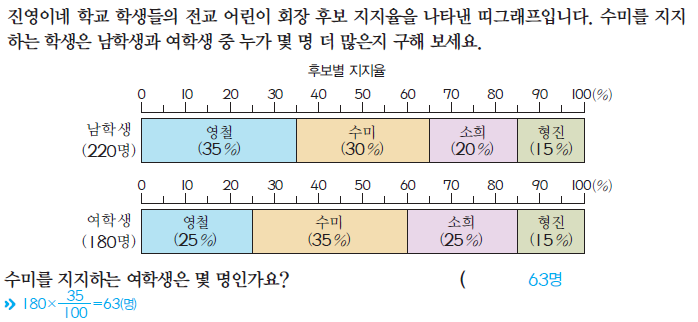 진영이네 학교 학생들의 전교 어린이 회장 후보 지지율을 나타낸 띠그래프입니다. 수미를 지지
하는 학생은 남학생과 여학생 중 누가 몇 명 더 많은지 구해 보세요.
후보별 지지율
0 10 20 30 40 50 60 70 80 90 100(%)
남학생
(220명)
영철 수미 소희 형진
(35%) (30%) (20%) (15%)
0 10 20 30 40 50 60 70 80 90 100(%)
여학생
(180명)
영철 수미 소희 형진
(25%) (35%) (25%) (15%)
수미를 지지하는 여학생은 몇 명인가요? ( 63명
180×35/100=63(명)